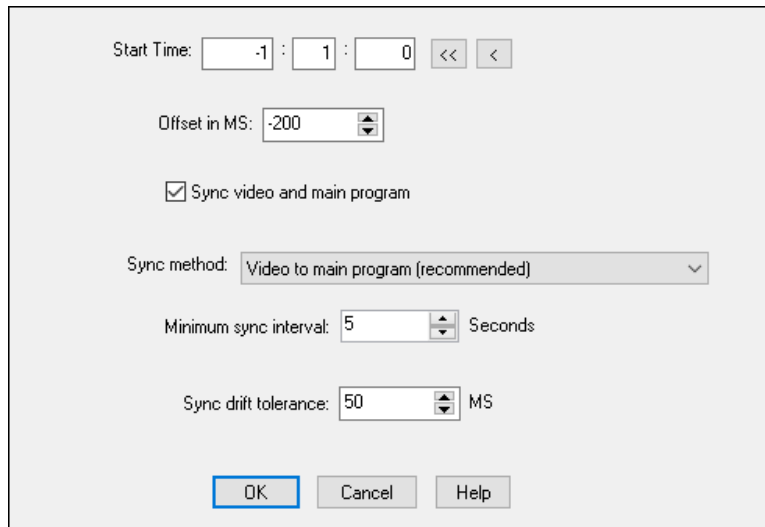 Start Time: -1 : 1 : 0 << <
Offset in MS: -200
Sync video and main program
Sync method: Video to main program (recommended)
Minimum sync interval: 5 Seconds
Sync drift tolerance: 50 MS
OK Cancel Help